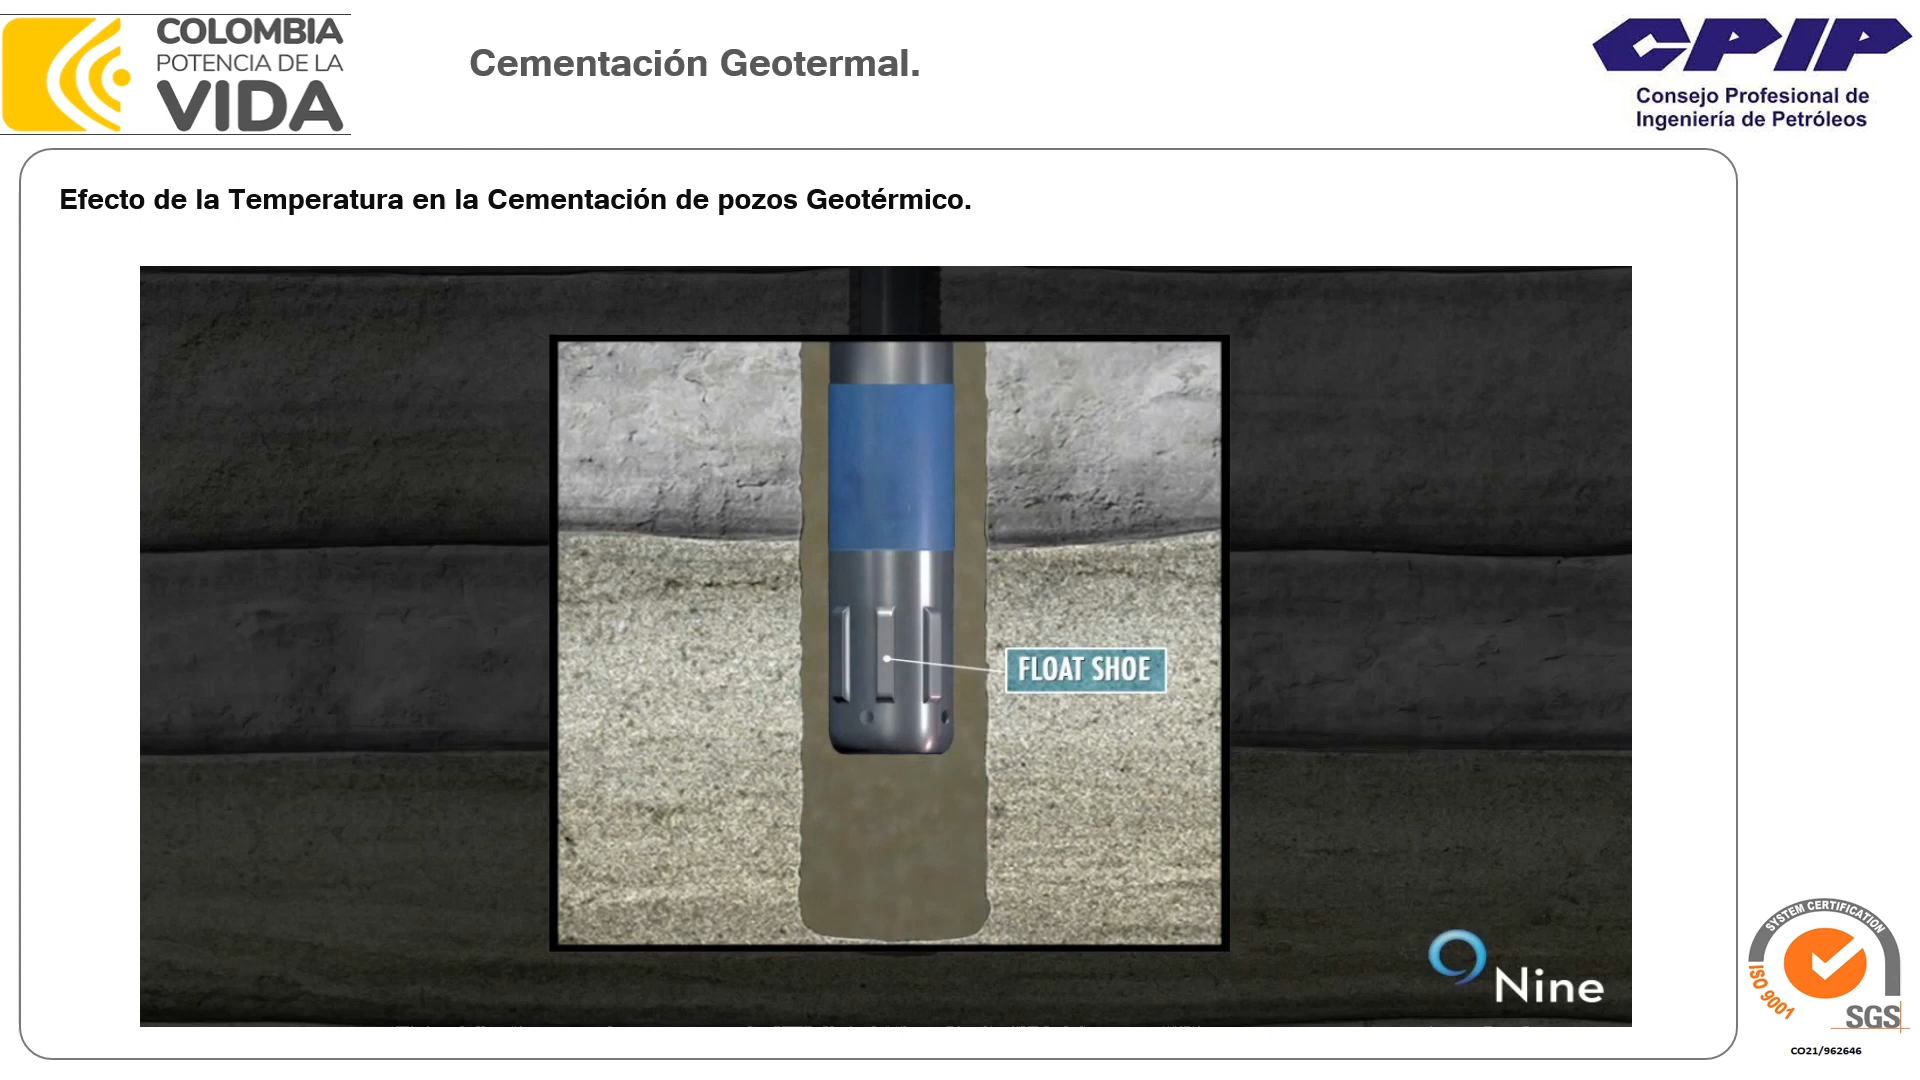 COLOMBIA
POTENCIA DE LA
VIDA
Cementación Geotermal.
CPIP
Consejo Profesional de
Ingeniería de Petróleos
Efecto de la Temperatura en la Cementación de pozos Geotérmico.
FLOAT SHOE
Nine
SYSTEM CERTIFICATION
ISO 9001
SGS
CO21/962646